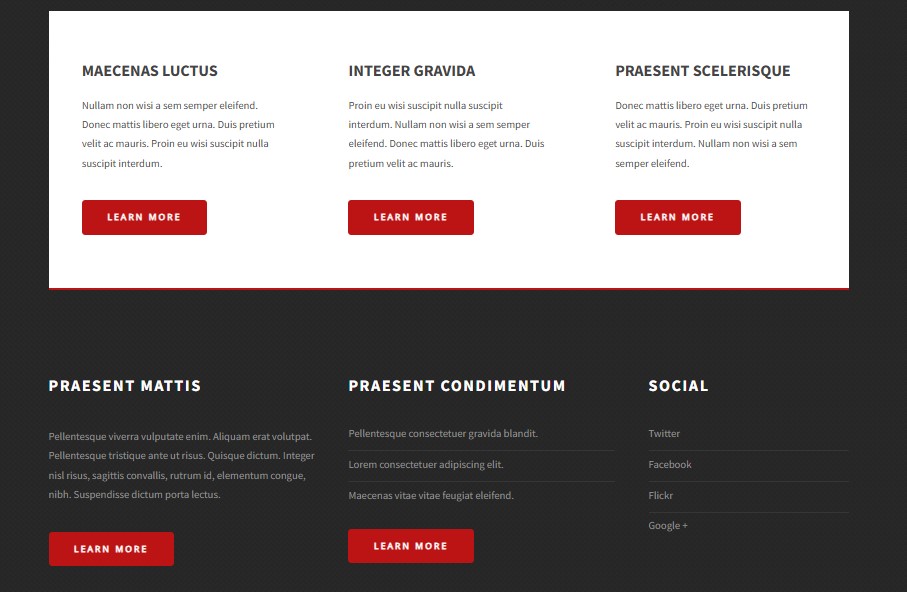 MAECENAS LUCTUS
Nullam non wisi a sem semper eleifend.
Donec mattis libero eget urna. Duis pretium
velit ac mauris. Proin eu wisi suscipit nulla
suscipit interdum.
LEARN MORE
INTEGER GRAVIDA
Proin eu wisi suscipit nulla suscipit
interdum. Nullam non wisi a sem semper
eleifend. Donec mattis libero eget urna. Duis
pretium velit ac mauris.
LEARN MORE
PRAESENT SCELERISQUE
Donec mattis libero eget urna. Duis pretium
velit ac mauris. Proin eu wisi suscipit nulla
suscipit interdum. Nullam non wisi a sem
semper eleifend.
LEARN MORE
PRAESENT MATTIS
Pellentesque viverra vulputate enim. Aliquam erat volutpat.
Pellentesque tristique ante ut risus. Quisque dictum. Integer
nisl risus, sagittis convallis, rutrum id, elementum congue,
nibh. Suspendisse dictum porta lectus.
LEARN MORE
PRAESENT CONDIMENTUM
Pellentesque consectetuer gravida blandit.
Lorem consectetuer adipiscing elit.
Maecenas vitae vitae feugiat eleifend.
LEARN MORE
SOCIAL
Twitter
Facebook
Flickr
Google +